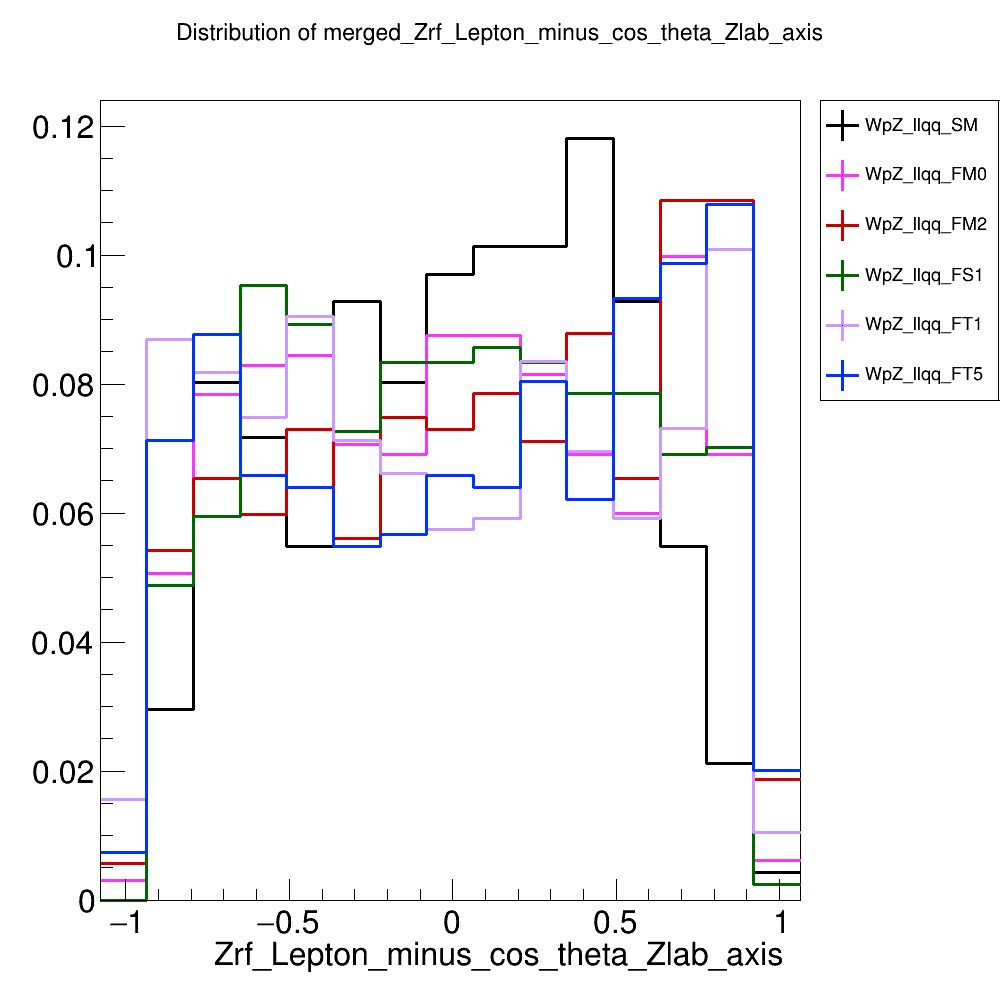 Distribution of merged_Zrf_Lepton_minus_cos_theta_Zlab_axis
0.12
0.1
0.08
0.06
0.04
0.02
0
−1
−0.5
0
0.5
1
Zrf_Lepton_minus_cos_theta_Zlab_axis
WpZ_llqq_SM
WpZ_llqq_FM0
WpZ_llqq_FM2
WpZ_llqq_FS1
WpZ_llqq_FT1
WpZ_llqq_FT5